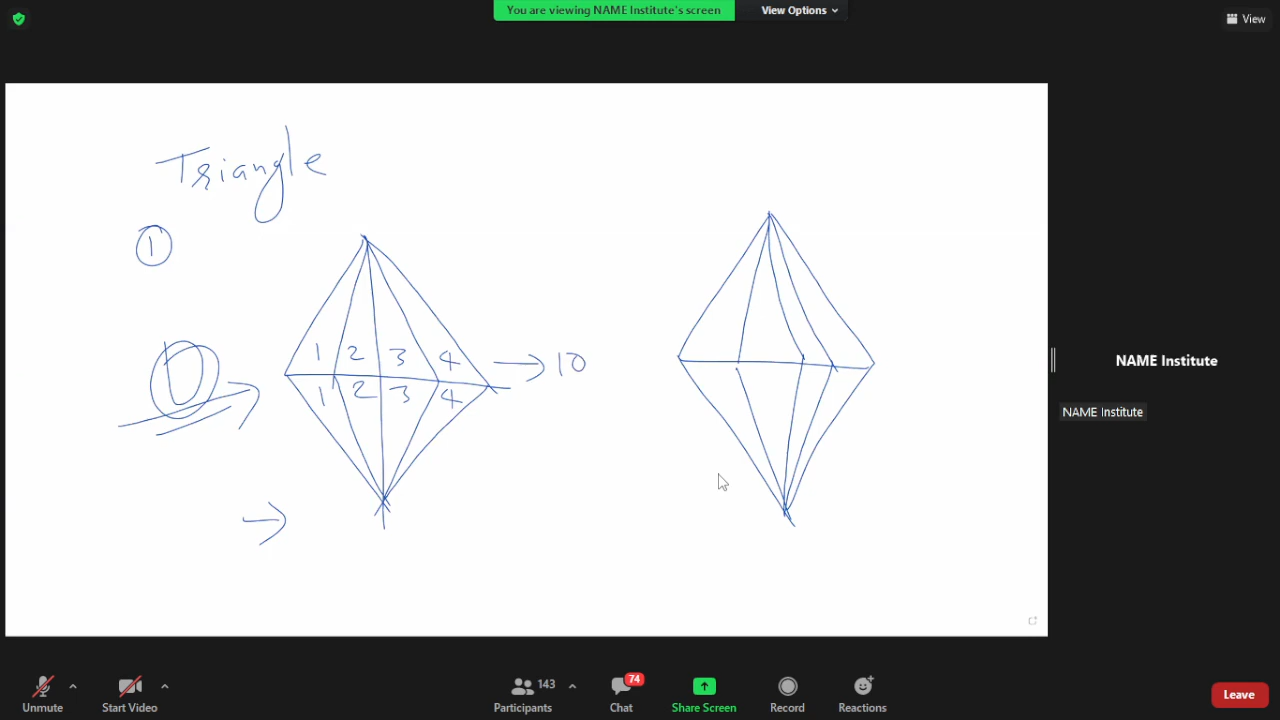 You are viewing NAME Institute's screen
View Options
View
Triangle
1
1 2 3 4 → 10
1 2 3 4
NAME Institute
NAME Institute
Unmute
Start Video
143
Participants
74
Chat
Share Screen
Record
Reactions
Leave